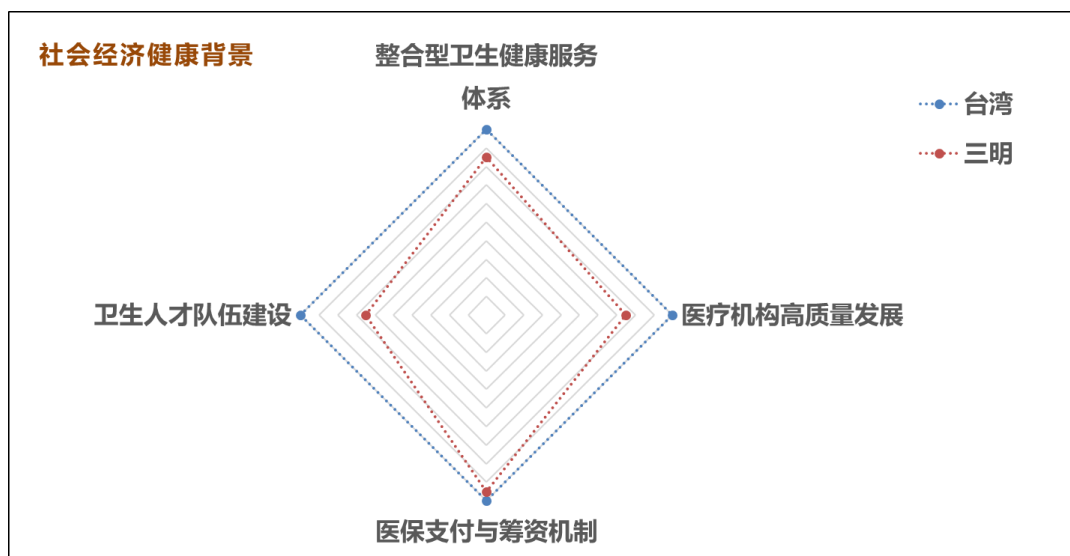 社会经济健康背景
整合型卫生健康服务
体系
台湾
三明
卫生人才队伍建设
医疗机构高质量发展
医保支付与筹资机制